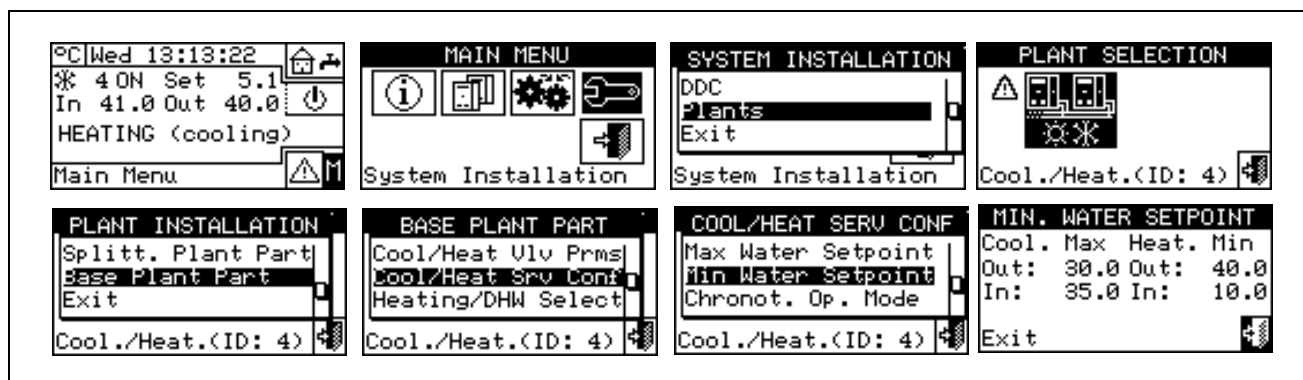 °C Wed 13:13:22
4 ON Set 5.1
In 41.0 Out 40.0
HEATING (cooling)
Main Menu M
MAIN MENU
System Installation
SYSTEM INSTALLATION
DDC
Plants
Exit
System Installation
PLANT SELECTION
Cool./Heat.(ID: 4)
PLANT INSTALLATION
Splitt. Plant Part
Base Plant Part
Exit
Cool./Heat.(ID: 4)
BASE PLANT PART
Cool/Heat Vlv Prms
Cool/Heat Srv Conf
Heating/DHW Select
Cool./Heat.(ID: 4)
COOL/HEAT SERV CONF
Max Water Setpoint
Min Water Setpoint
Chronot. Op. Mode
Cool./Heat.(ID: 4)
MIN. WATER SETPOINT
Cool. Max Heat. Min
Out: 30.0 Out: 40.0
In: 35.0 In: 10.0
Exit